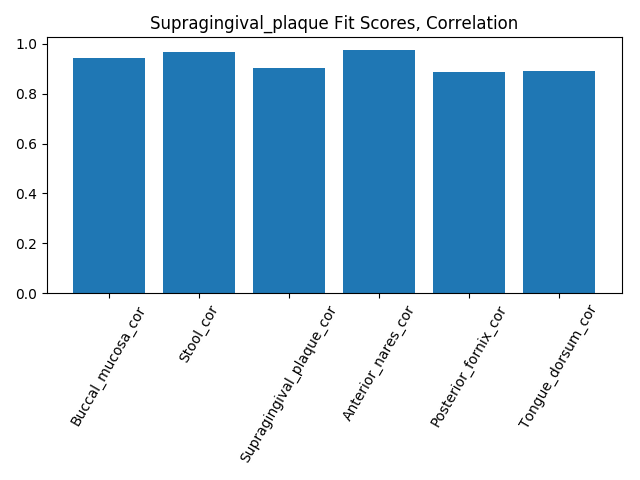 Supragingival_plaque Fit Scores, Correlation
1.0
0.8
0.6
0.4
0.2
0.0
Buccal_mucosa_cor
Stool_cor
Supragingival_plaque_cor
Anterior_nares_cor
Posterior_fornix_cor
Tongue_dorsum_cor